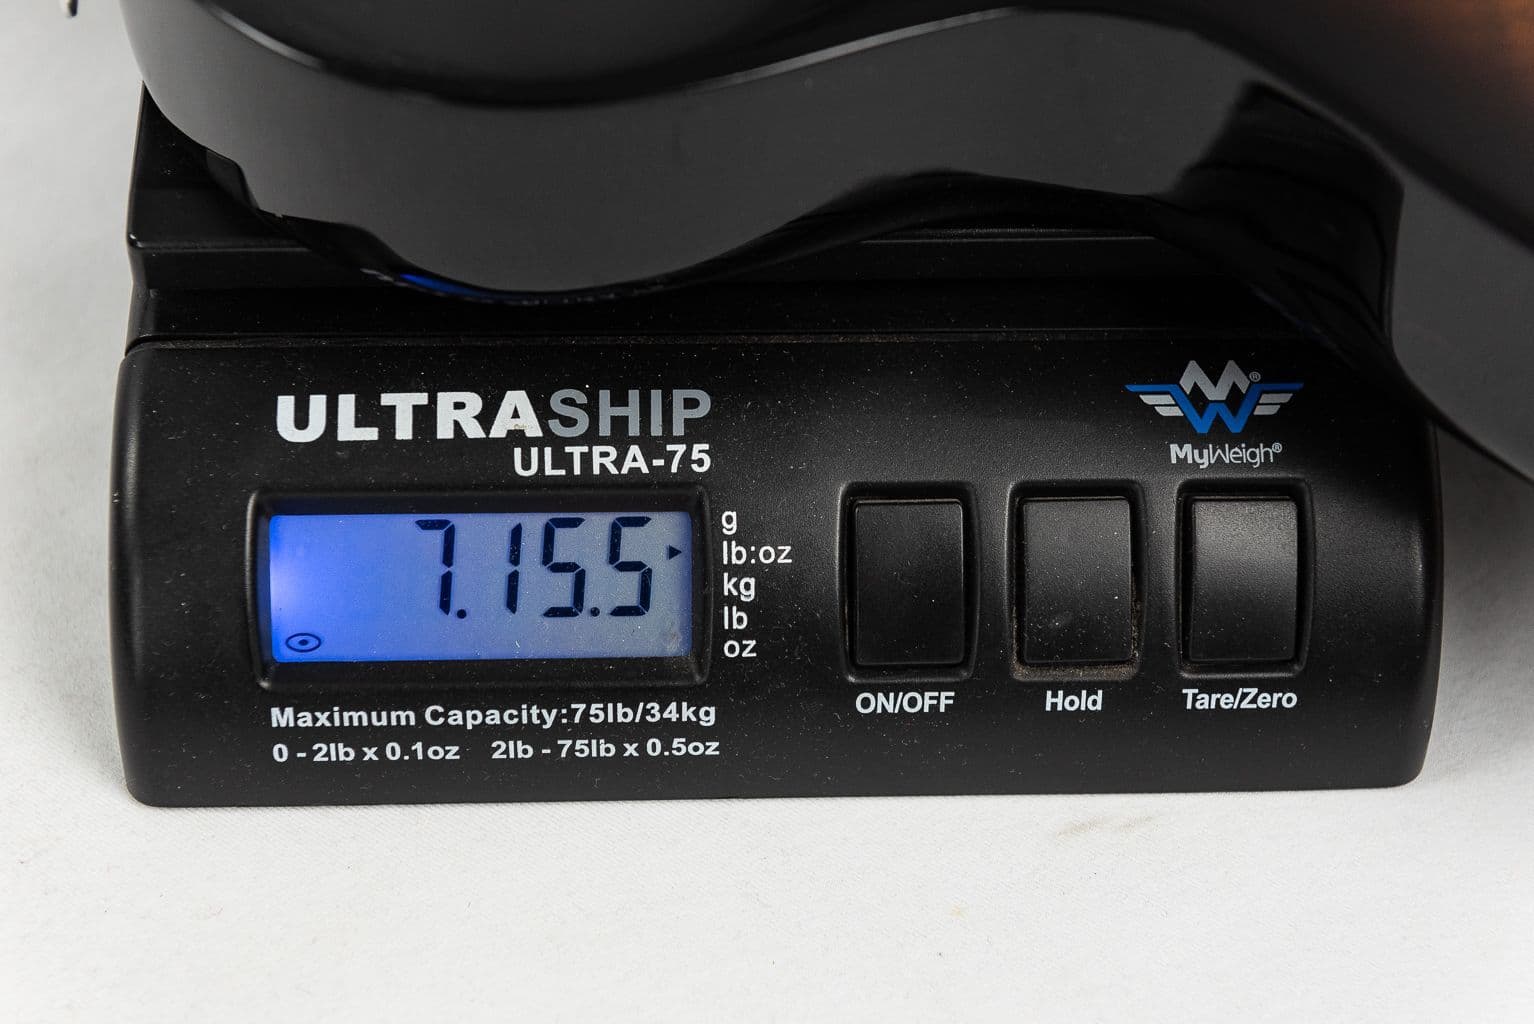 ULTRASHIP
ULTRA-75
MyWeigh®
7.15.5
g
lb:oz
kg
lb
oz
ON/OFF
Hold
Tare/Zero
Maximum Capacity:75lb/34kg
0 - 2lb x 0.1oz 2lb - 75lb x 0.5oz